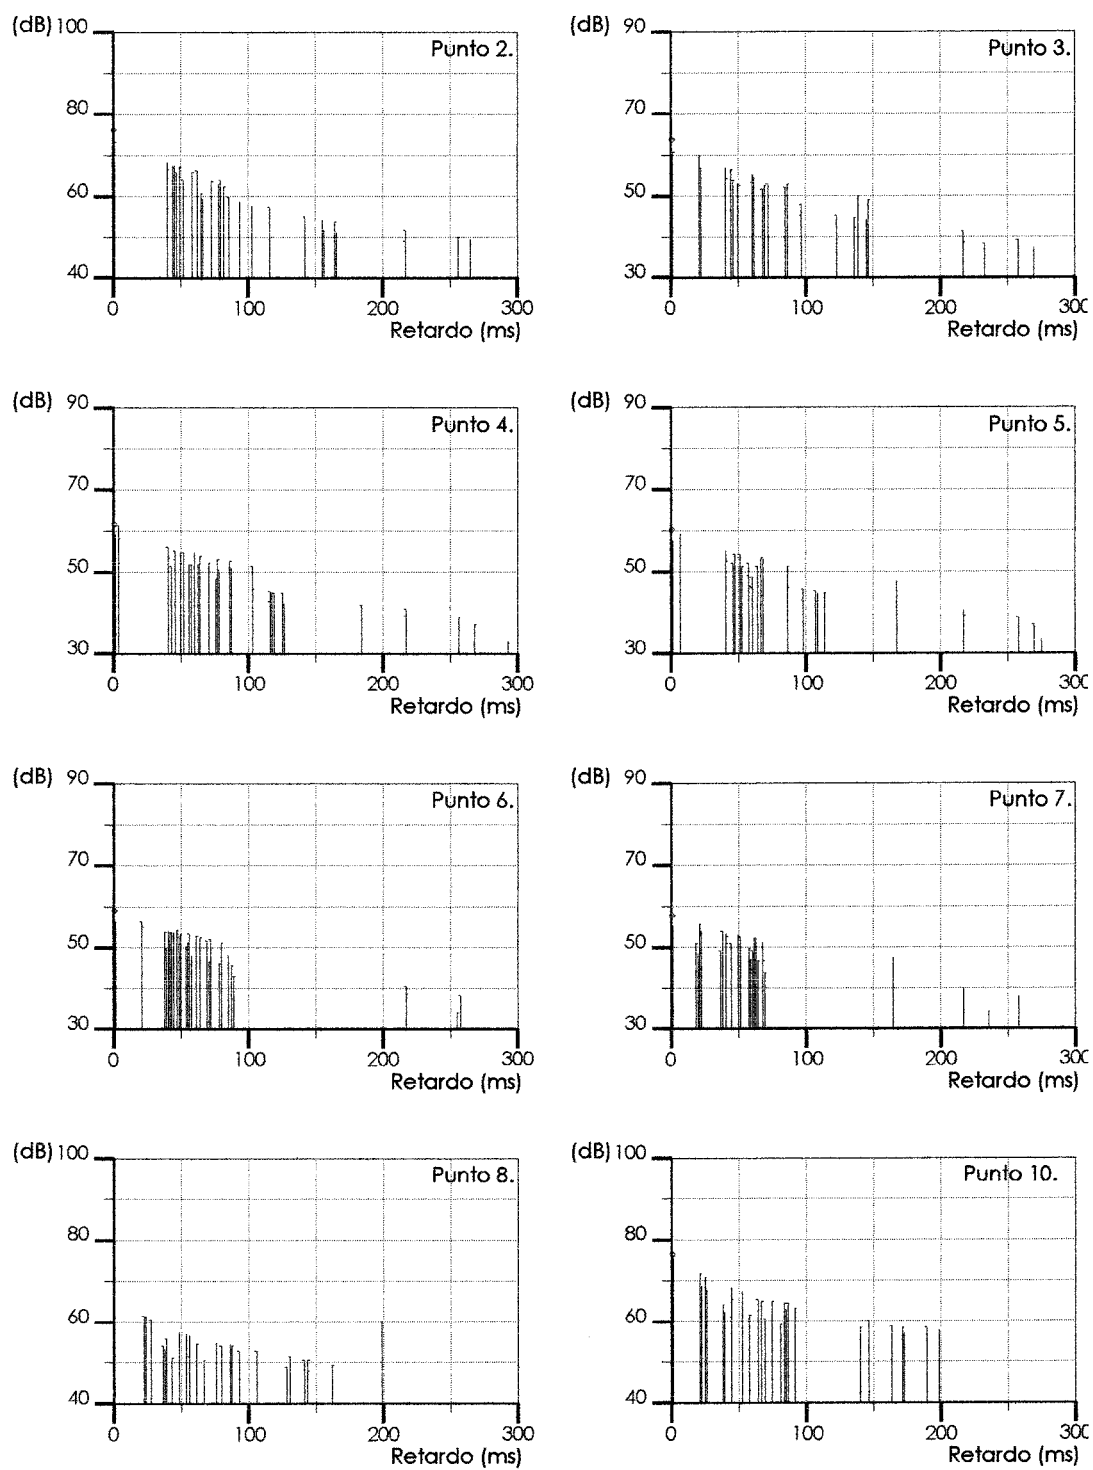 (dB) 100
Punto 2.
80
60
40
0 100 200 300
Retardo (ms)
(dB) 90
Punto 3.
70
50
30
0 100 200 300
Retardo (ms)
(dB) 90
Punto 4.
70
50
30
0 100 200 300
Retardo (ms)
(dB) 90
Punto 5.
70
50
30
0 100 200 300
Retardo (ms)
(dB) 90
Punto 6.
70
50
30
0 100 200 300
Retardo (ms)
(dB) 90
Punto 7.
70
50
30
0 100 200 300
Retardo (ms)
(dB) 100
Punto 8.
80
60
40
0 100 200 300
Retardo (ms)
(dB) 100
Punto 10.
80
60
40
0 100 200 300
Retardo (ms)